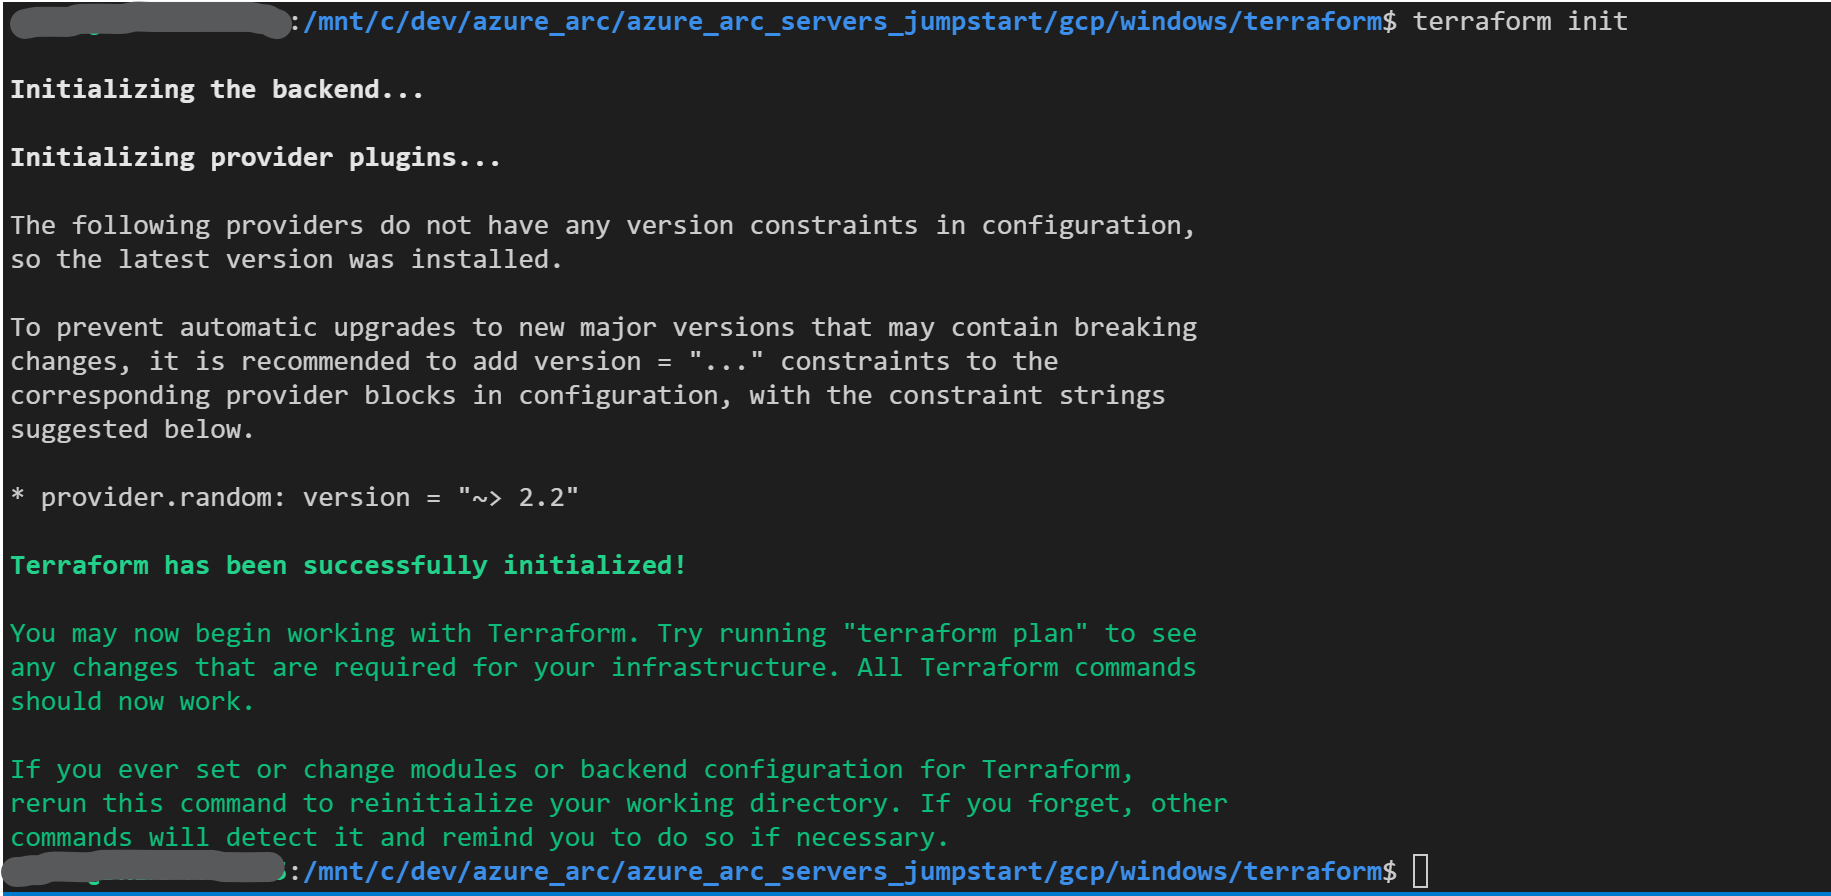 :/mnt/c/dev/azure_arc/azure_arc_servers_jumpstart/gcp/windows/terraform$ terraform init
Initializing the backend...
Initializing provider plugins...
The following providers do not have any version constraints in configuration,
so the latest version was installed.
To prevent automatic upgrades to new major versions that may contain breaking
changes, it is recommended to add version = "..." constraints to the
corresponding provider blocks in configuration, with the constraint strings
suggested below.
* provider.random: version = "~> 2.2"
Terraform has been successfully initialized!
You may now begin working with Terraform. Try running "terraform plan" to see
any changes that are required for your infrastructure. All Terraform commands
should now work.
If you ever set or change modules or backend configuration for Terraform,
rerun this command to reinitialize your working directory. If you forget, other
commands will detect it and remind you to do so if necessary.
:/mnt/c/dev/azure_arc/azure_arc_servers_jumpstart/gcp/windows/terraform$